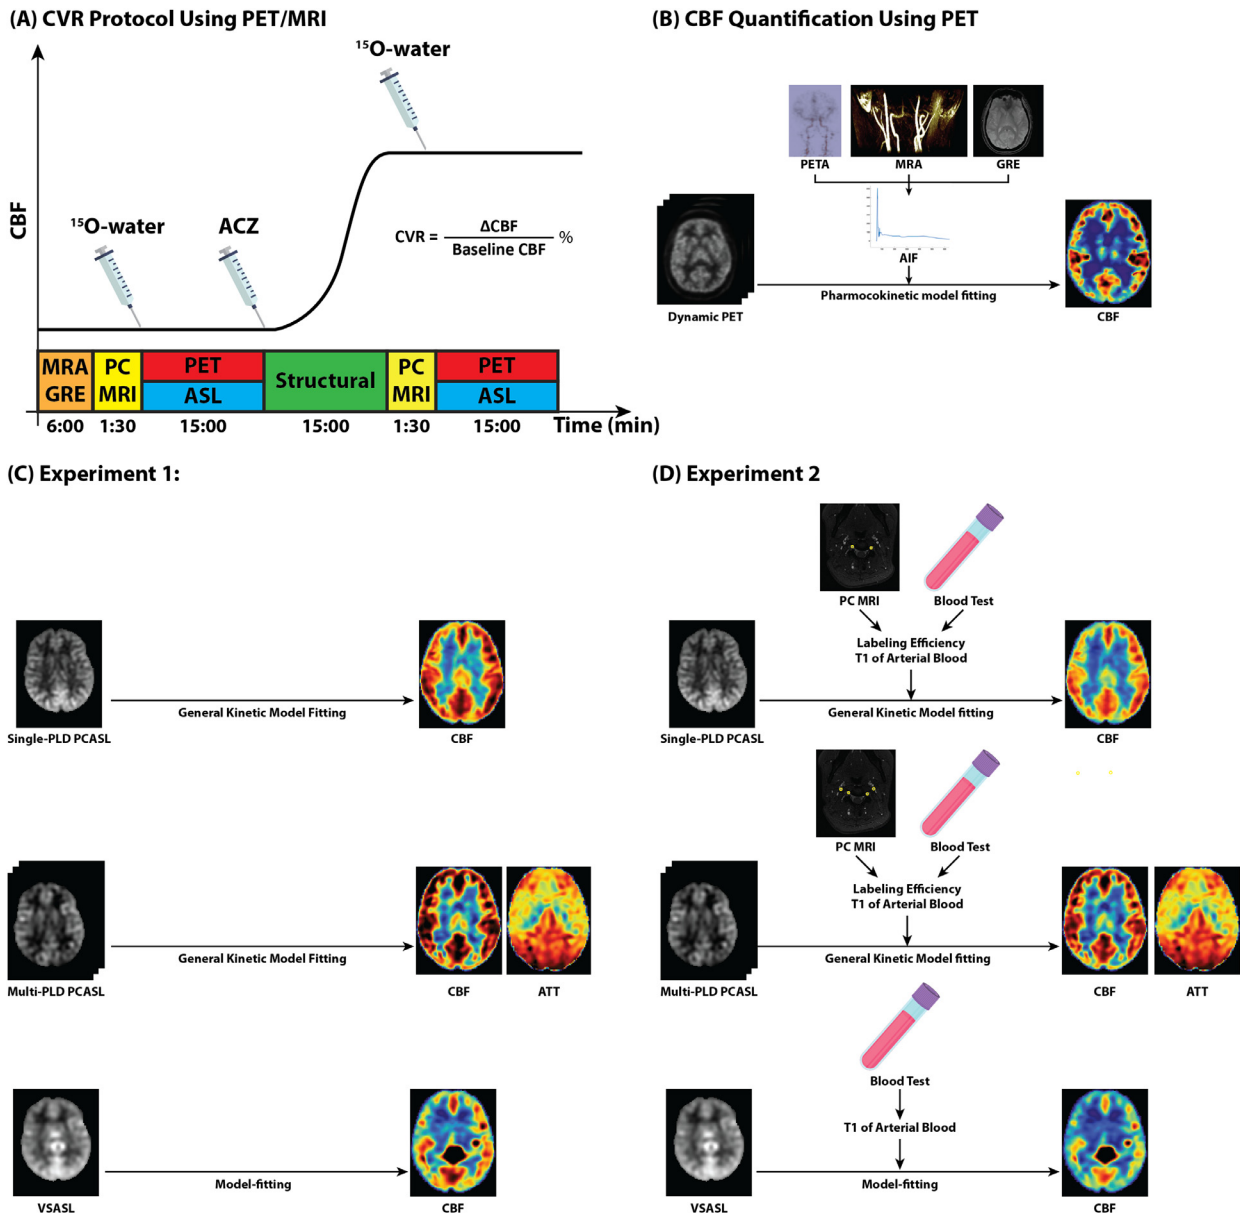 (A) CVR Protocol Using PET/MRI
CBF
¹⁵O-water
ACZ
¹⁵O-water
CVR = ΔCBF / Baseline CBF %
MRA
GRE
PC
MRI
PET
ASL
Structural
PC
MRI
PET
ASL
6:00
1:30
15:00
15:00
1:30
15:00
Time (min)
(B) CBF Quantification Using PET
PETA
MRA
GRE
AIF
Dynamic PET
Pharmocokinetic model fitting
CBF
(C) Experiment 1:
Single-PLD PCASL
General Kinetic Model Fitting
CBF
Multi-PLD PCASL
General Kinetic Model Fitting
CBF
ATT
VSASL
Model-fitting
CBF
(D) Experiment 2
PC MRI
Blood Test
Labeling Efficiency
T1 of Arterial Blood
Single-PLD PCASL
General Kinetic Model fitting
CBF
PC MRI
Blood Test
Labeling Efficiency
T1 of Arterial Blood
Multi-PLD PCASL
General Kinetic Model fitting
CBF
ATT
Blood Test
T1 of Arterial Blood
VSASL
Model-fitting
CBF